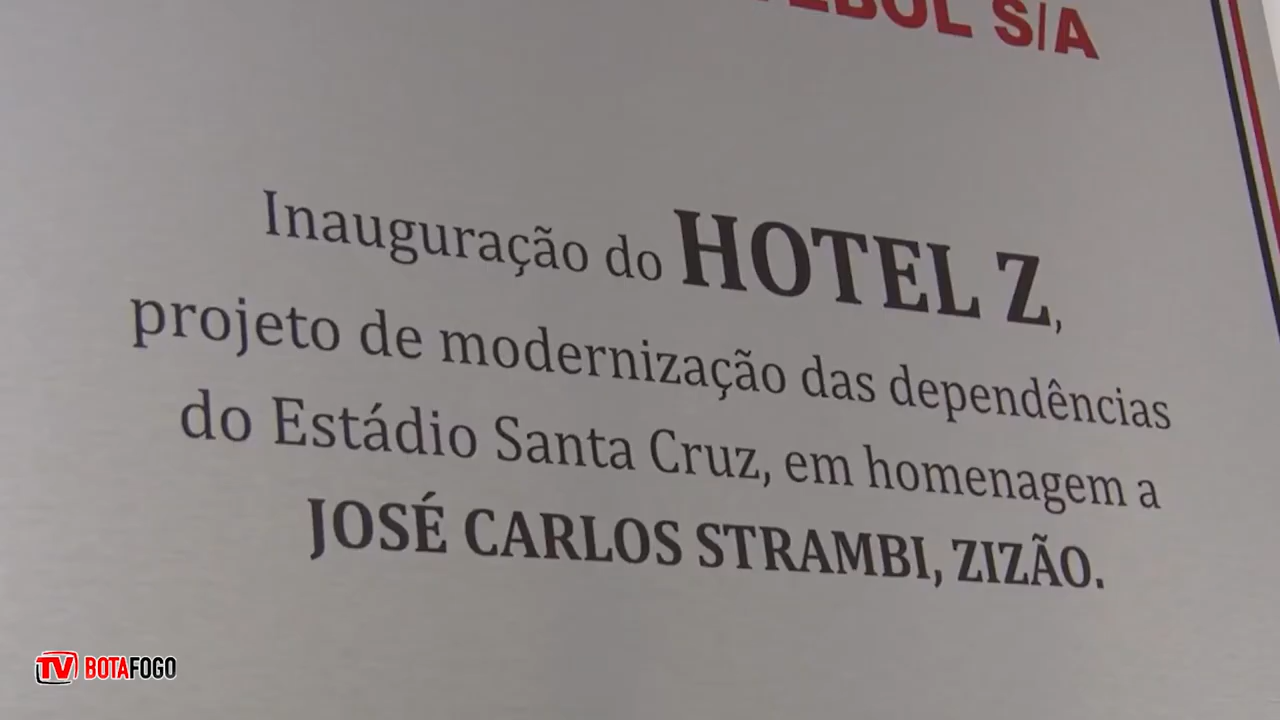 S/A
Inauguração do HOTEL Z,
projeto de modernização das dependências
do Estádio Santa Cruz, em homenagem a
JOSÉ CARLOS STRAMBI, ZIZÃO.
TV BOTAFOGO